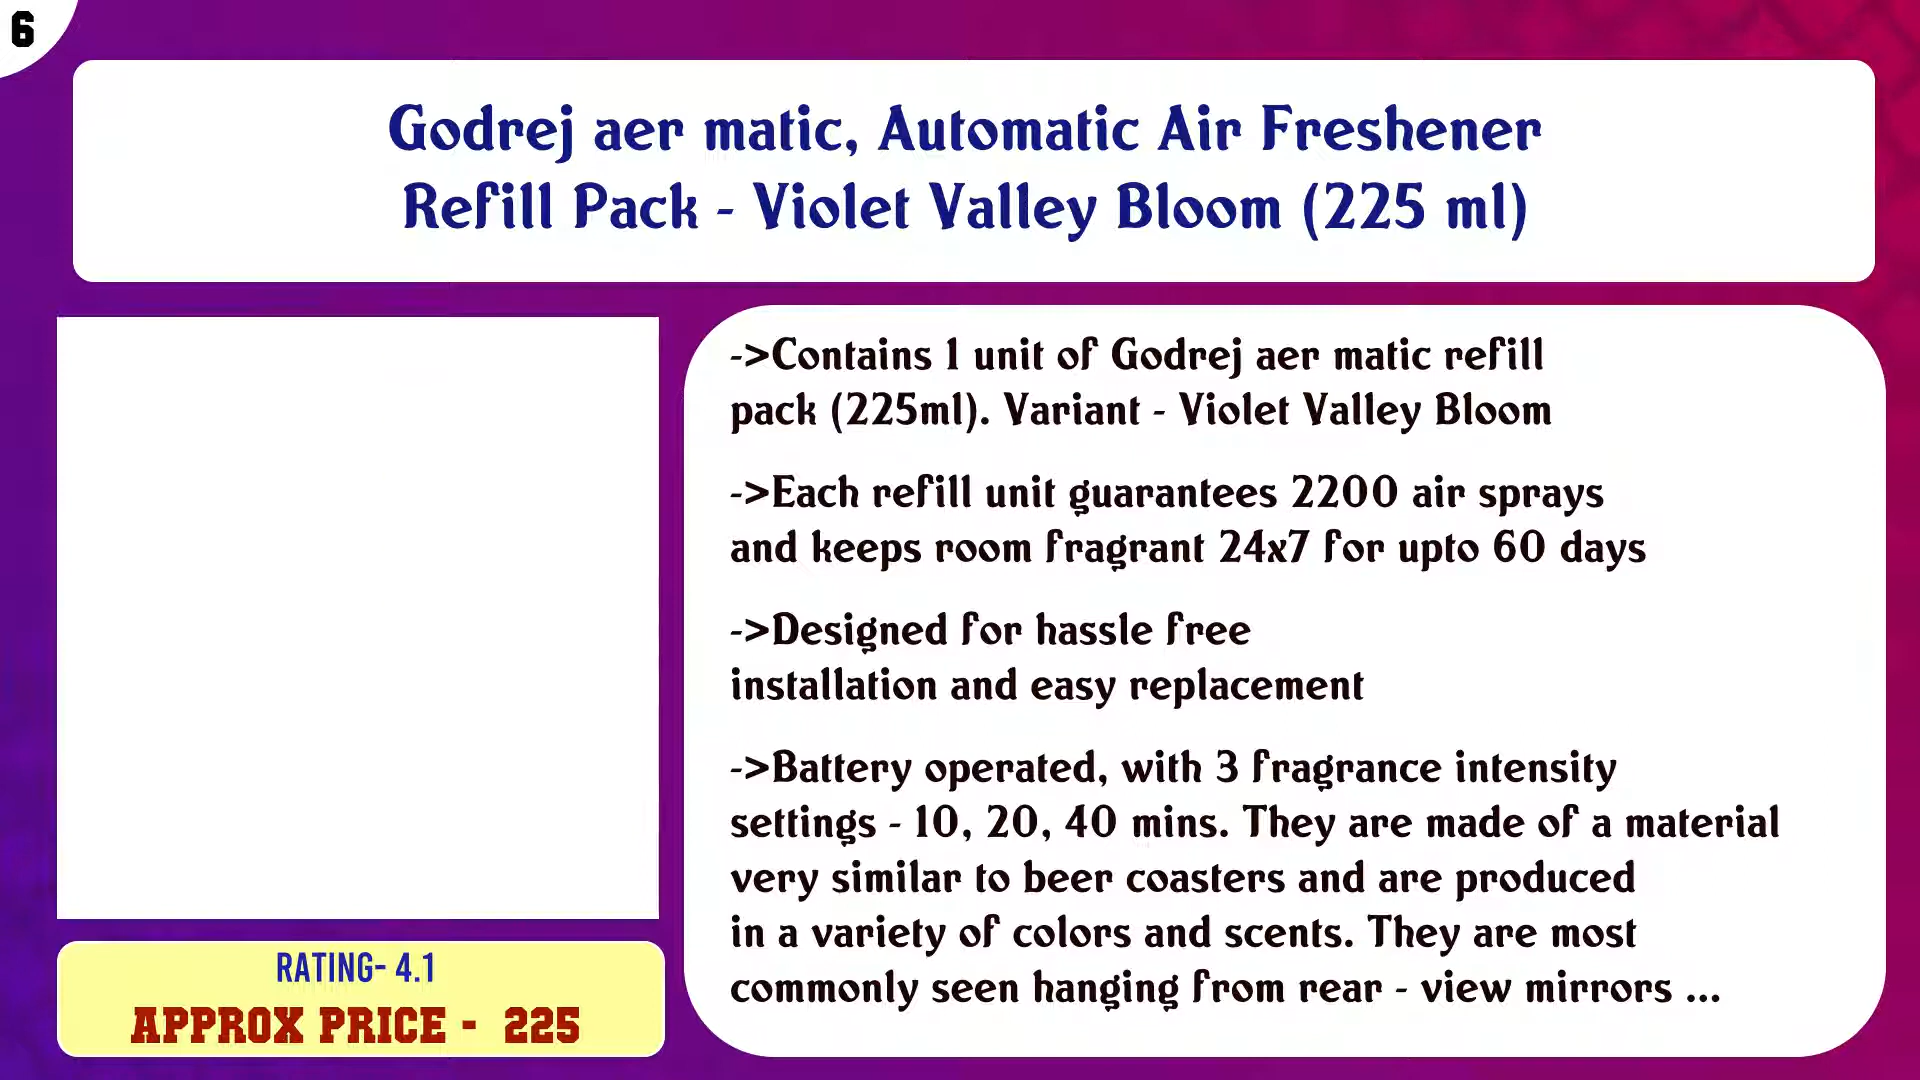 6
Godrej aer matic, Automatic Air Freshener
Refill Pack - Violet Valley Bloom (225 ml)
->Contains 1 unit of Godrej aer matic refill
pack (225ml). Variant - Violet Valley Bloom
->Each refill unit guarantees 2200 air sprays
and keeps room fragrant 24x7 for upto 60 days
->Designed for hassle free
installation and easy replacement
->Battery operated, with 3 fragrance intensity
settings - 10, 20, 40 mins. They are made of a material
very similar to beer coasters and are produced
in a variety of colors and scents. They are most
commonly seen hanging from rear - view mirrors ...
RATING- 4.1
APPROX PRICE - 225